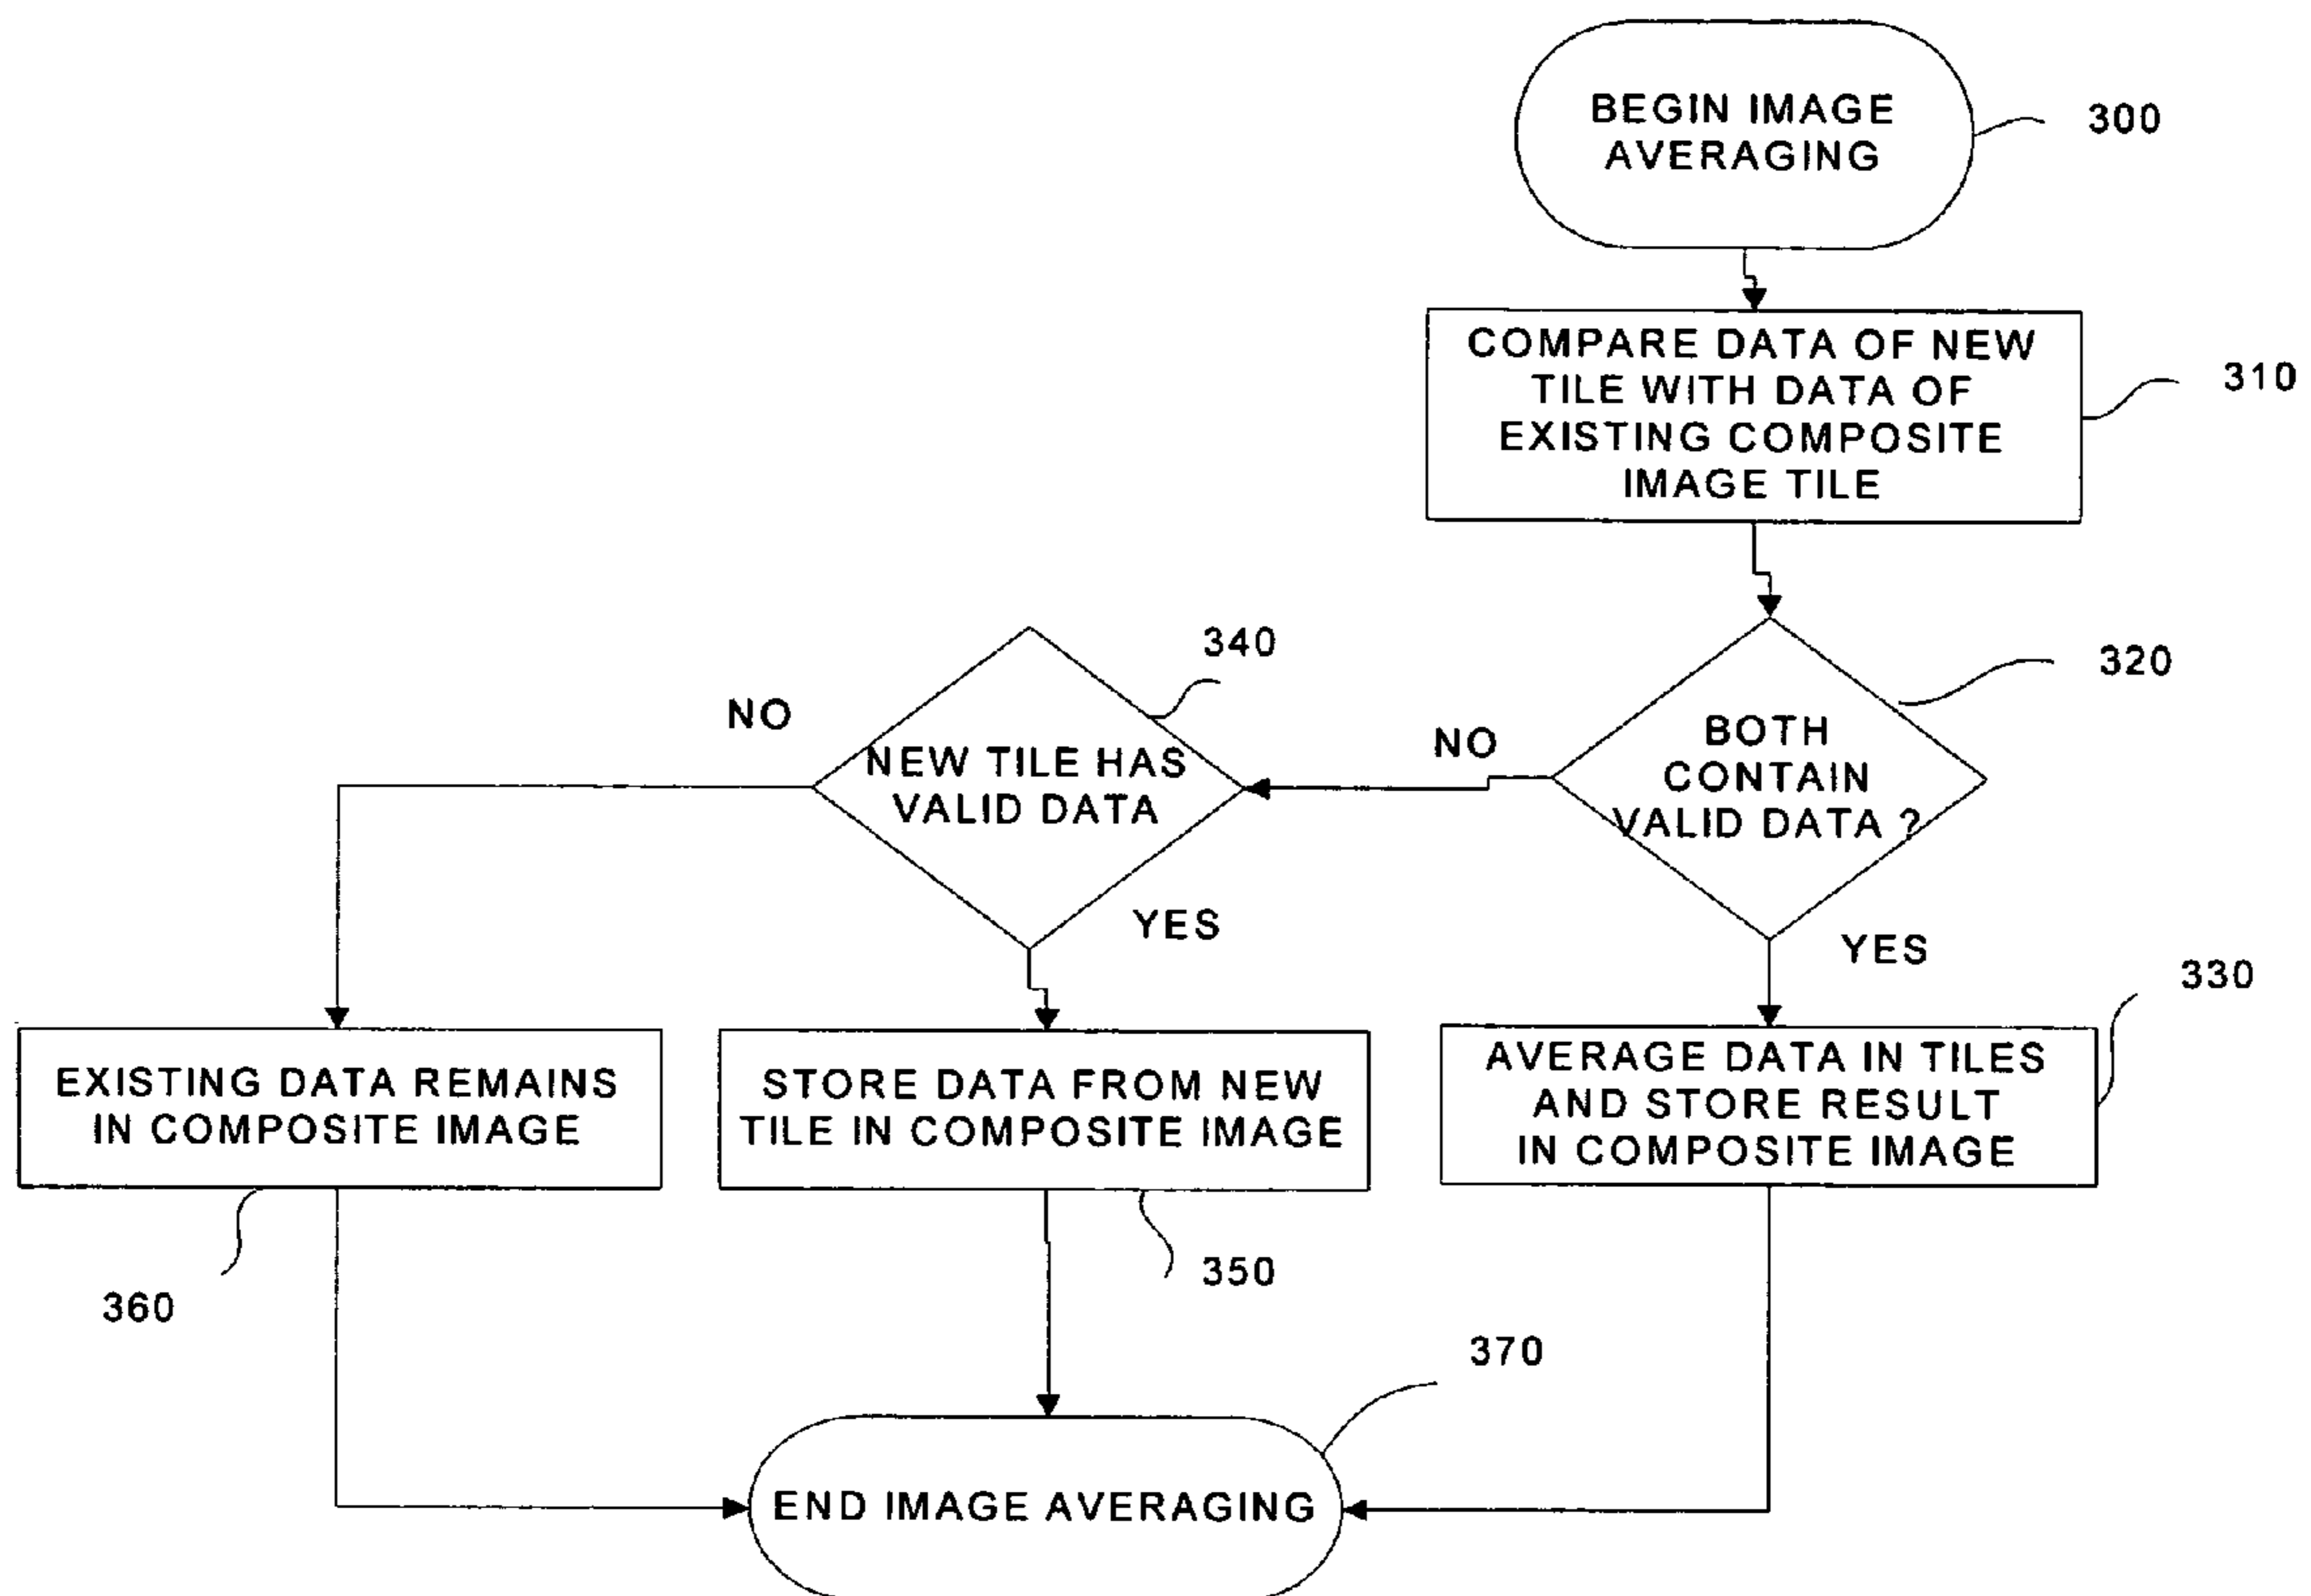 BEGIN IMAGE
AVERAGING
300
COMPARE DATA OF NEW
TILE WITH DATA OF
EXISTING COMPOSITE
IMAGE TILE
310
BOTH
CONTAIN
VALID DATA ?
320
NO
YES
NEW TILE HAS
VALID DATA
340
NO
YES
EXISTING DATA REMAINS
IN COMPOSITE IMAGE
360
STORE DATA FROM NEW
TILE IN COMPOSITE IMAGE
350
AVERAGE DATA IN TILES
AND STORE RESULT
IN COMPOSITE IMAGE
330
END IMAGE AVERAGING
370